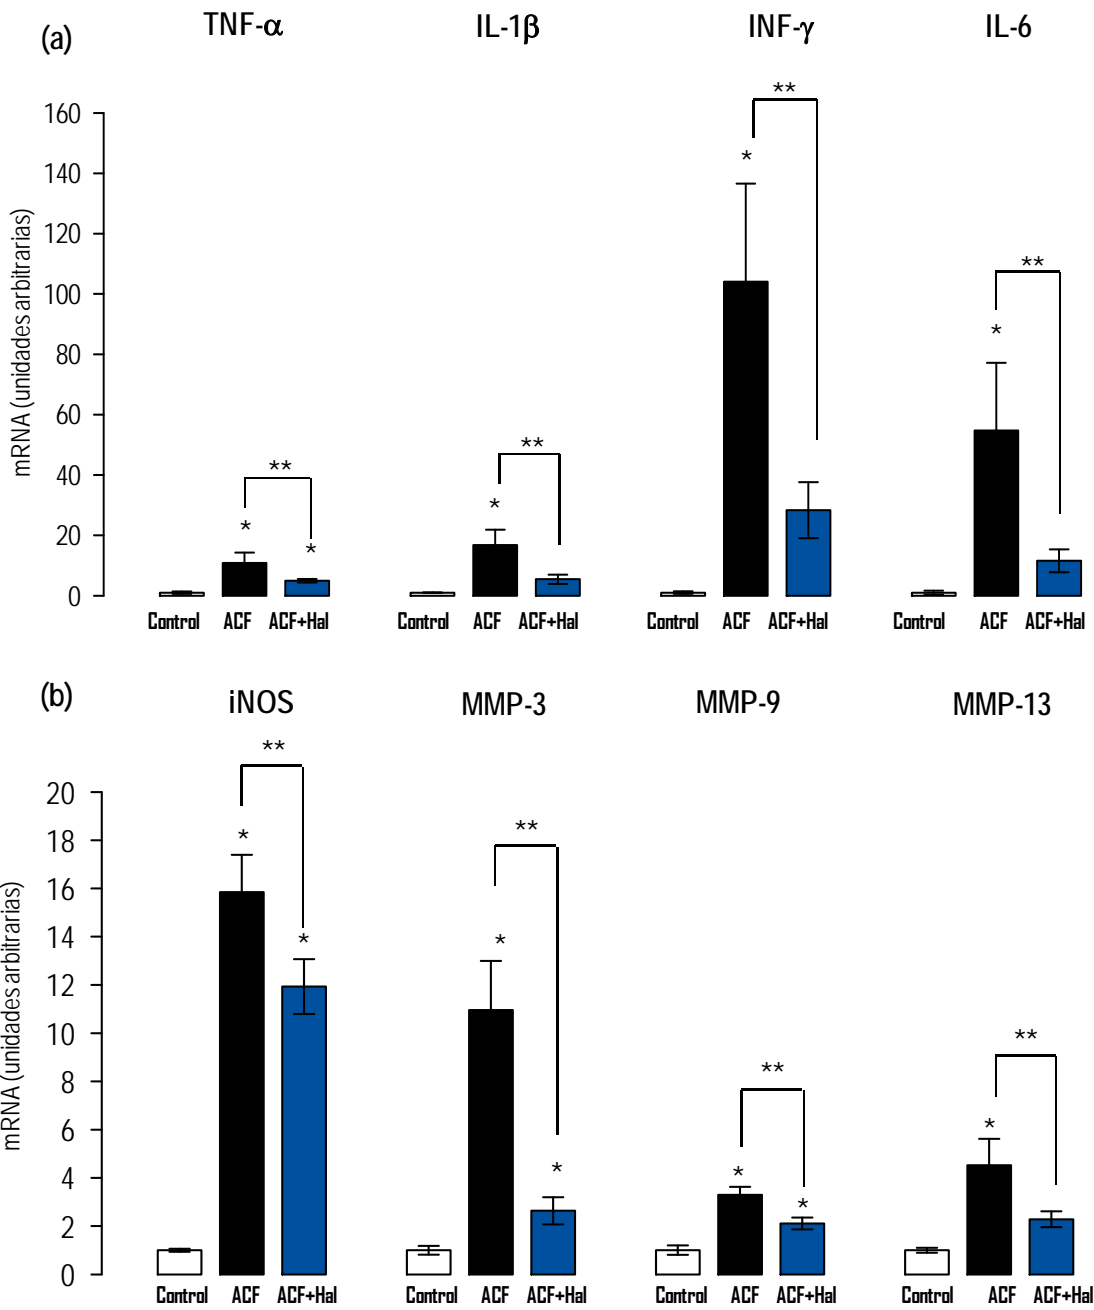 (a) TNF-α IL-1β INF-γ IL-6
mRNA (unidades arbitrarias)
160
140
120
100
80
60
40
20
0
** ** ** **
* * * * *
Control ACF ACF+Hal Control ACF ACF+Hal Control ACF ACF+Hal Control ACF ACF+Hal
(b) iNOS MMP-3 MMP-9 MMP-13
mRNA (unidades arbitrarias)
20
18
16
14
12
10
8
6
4
2
0
** ** ** **
* * * * * * *
Control ACF ACF+Hal Control ACF ACF+Hal Control ACF ACF+Hal Control ACF ACF+Hal